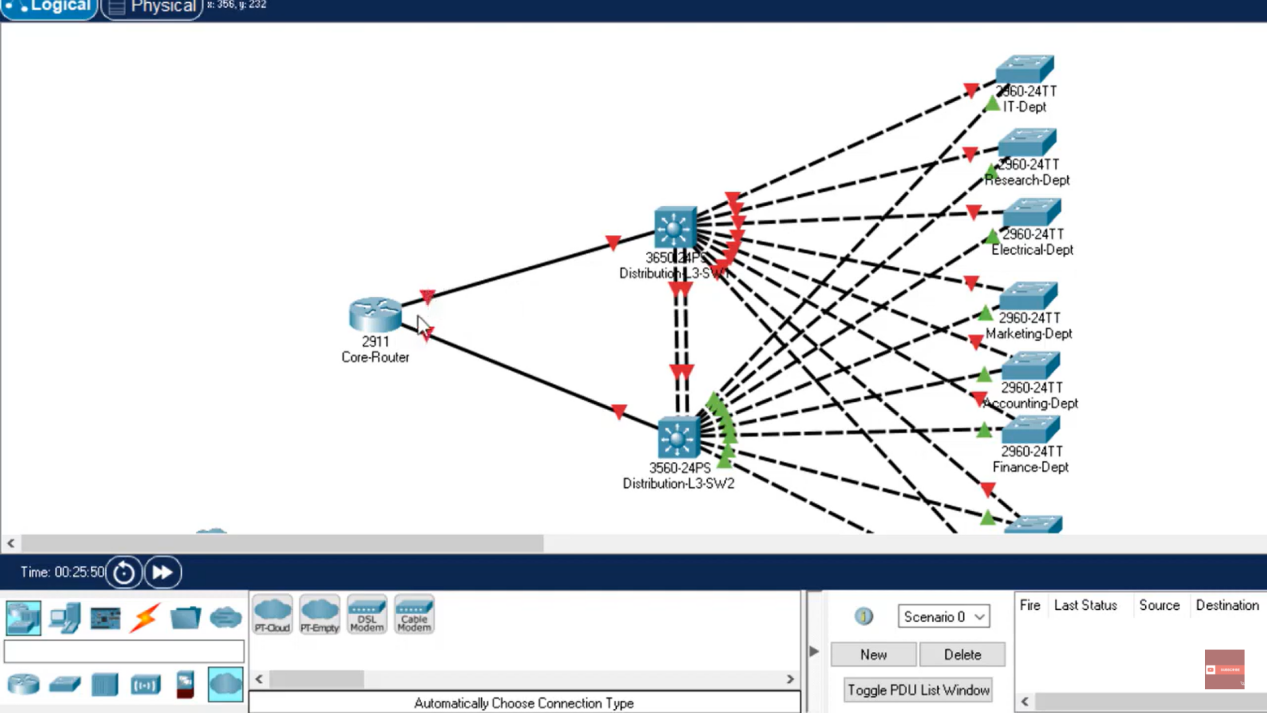 Logical
Physical
x: 356, y: 232
2960-24TT
IT-Dept
2960-24TT
Research-Dept
2960-24TT
Electrical-Dept
3650-24PS
Distribution-L3-SW1
2960-24TT
Marketing-Dept
2911
Core-Router
2960-24TT
Accounting-Dept
2960-24TT
Finance-Dept
3560-24PS
Distribution-L3-SW2
Time: 00:25:50
PT-Cloud
PT-Empty
DSL
Modem
Cable
Modem
Scenario 0
Fire Last Status Source Destination
New
Delete
Toggle PDU List Window
Automatically Choose Connection Type